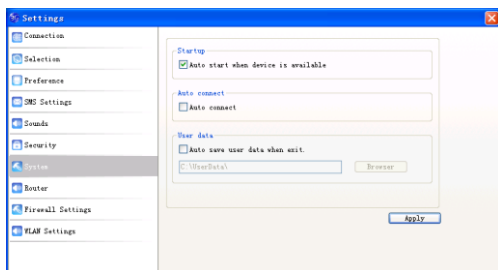 Settings
Connection
Selection
Preference
SMS Settings
Sounds
Security
System
Router
Firewall Settings
WLAN Settings
Startup
Auto start when device is available
Auto connect
Auto connect
User data
Auto save user data when exit.
C:\UserData\
Browser
Apply